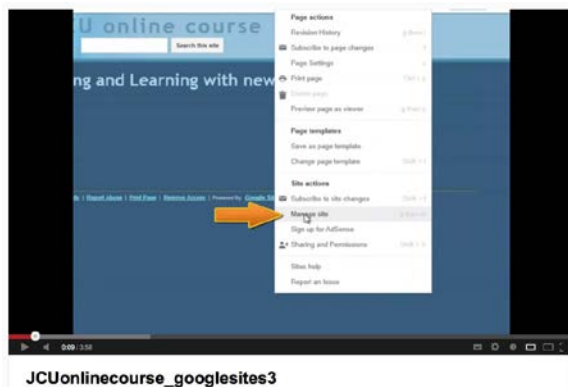 CU online course
Search this site
ng and Learning with new
Page actions
Revision History
Subscribe to page changes
Page Settings
Print page
Delete page
Preview page as viewer
Page templates
Save as page template
Change page template
Site actions
Subscribe to site changes
Manage site
Sign up for AdSense
Sharing and Permissions
Sites help
Report an issue
| Report Abuse | Print Page | Remove Access | Powered By Google
0:09 / 3:58
JCUonlinecourse_googlesites3